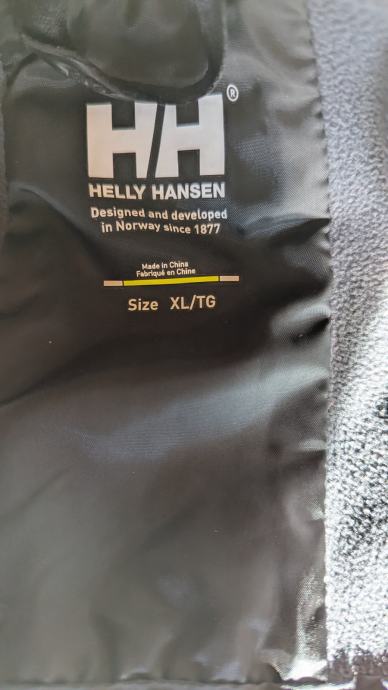 HH®
HELLY HANSEN
Designed and developed
in Norway since 1877
Made in China
Fabriqué en Chine
Size XL/TG